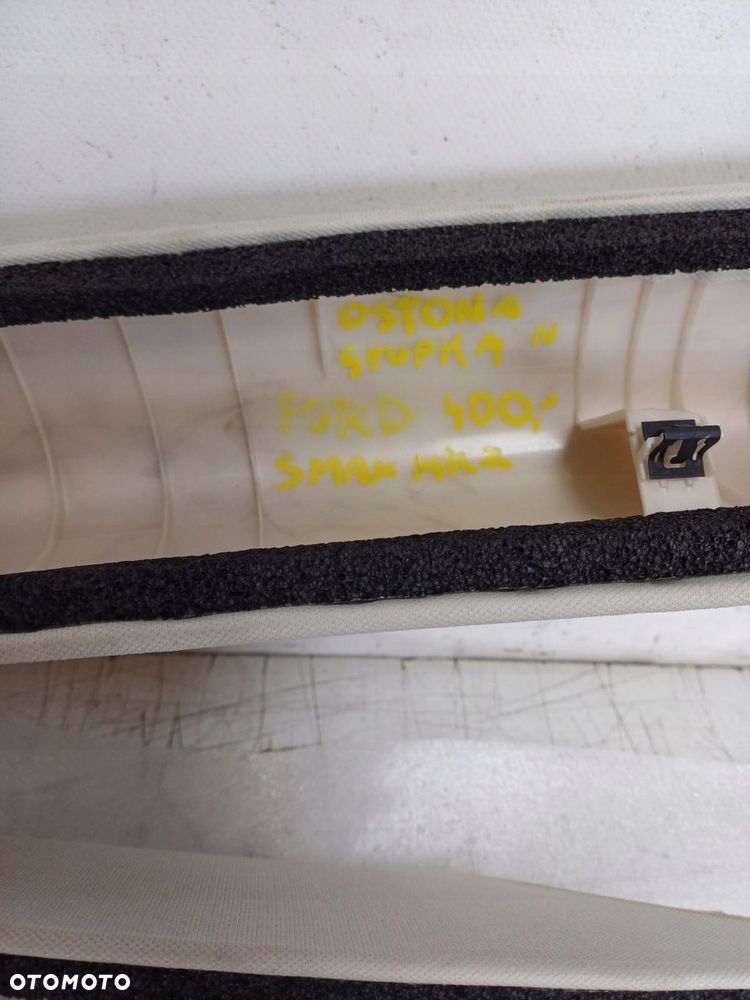 OSŁONA
SŁUPKA N
FORD 400,-
SMAX MK2
OTOMOTO